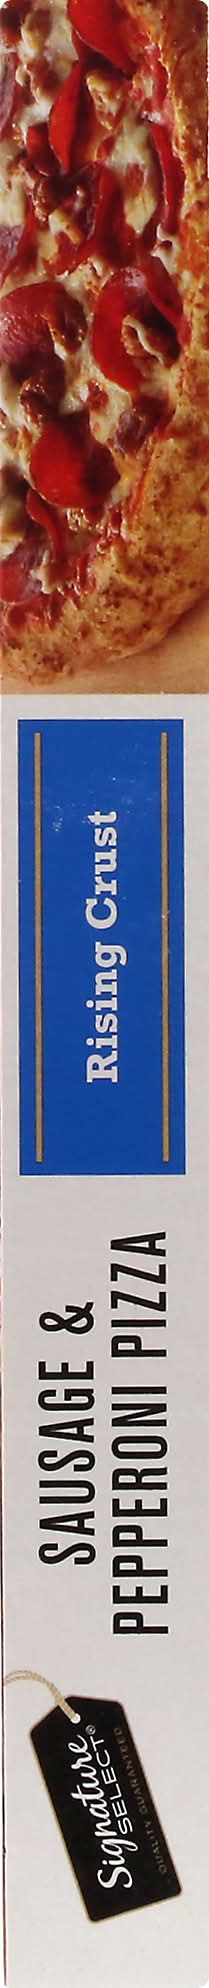 Signature
SELECT®
QUALITY GUARANTEED
SAUSAGE &
PEPPERONI PIZZA
Rising Crust